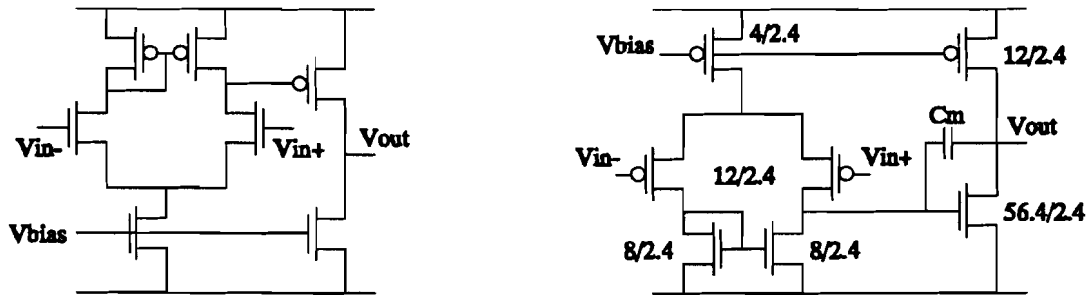 Vin-
Vin+
Vout
Vbias
Vbias
4/2.4
12/2.4
Cm
Vout
Vin-
12/2.4
Vin+
56.4/2.4
8/2.4
8/2.4